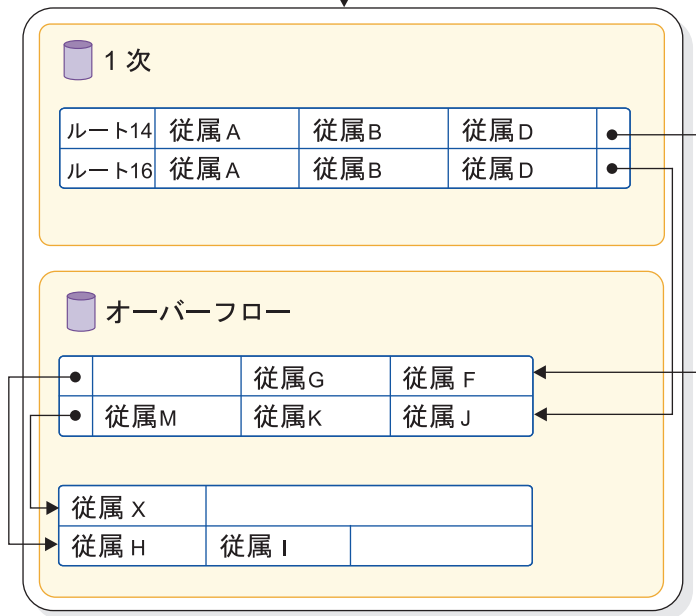 1 次
ルート14 従属 A 従属B 従属D
ルート16 従属 A 従属B 従属D
オーバーフロー
従属G 従属 F
従属M 従属K 従属 J
従属 X
従属 H 従属 I